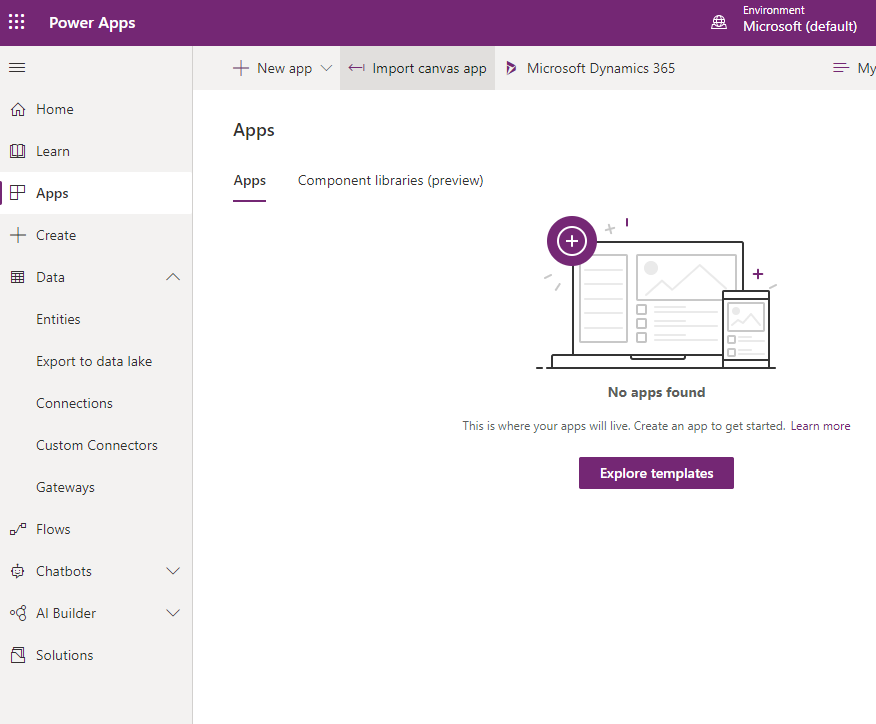 Power Apps
Environment
Microsoft (default)
New app
Import canvas app
Microsoft Dynamics 365
My
Home
Learn
Apps
Create
Data
Entities
Export to data lake
Connections
Custom Connectors
Gateways
Flows
Chatbots
AI Builder
Solutions
Apps
Apps
Component libraries (preview)
No apps found
This is where your apps will live. Create an app to get started. Learn more
Explore templates